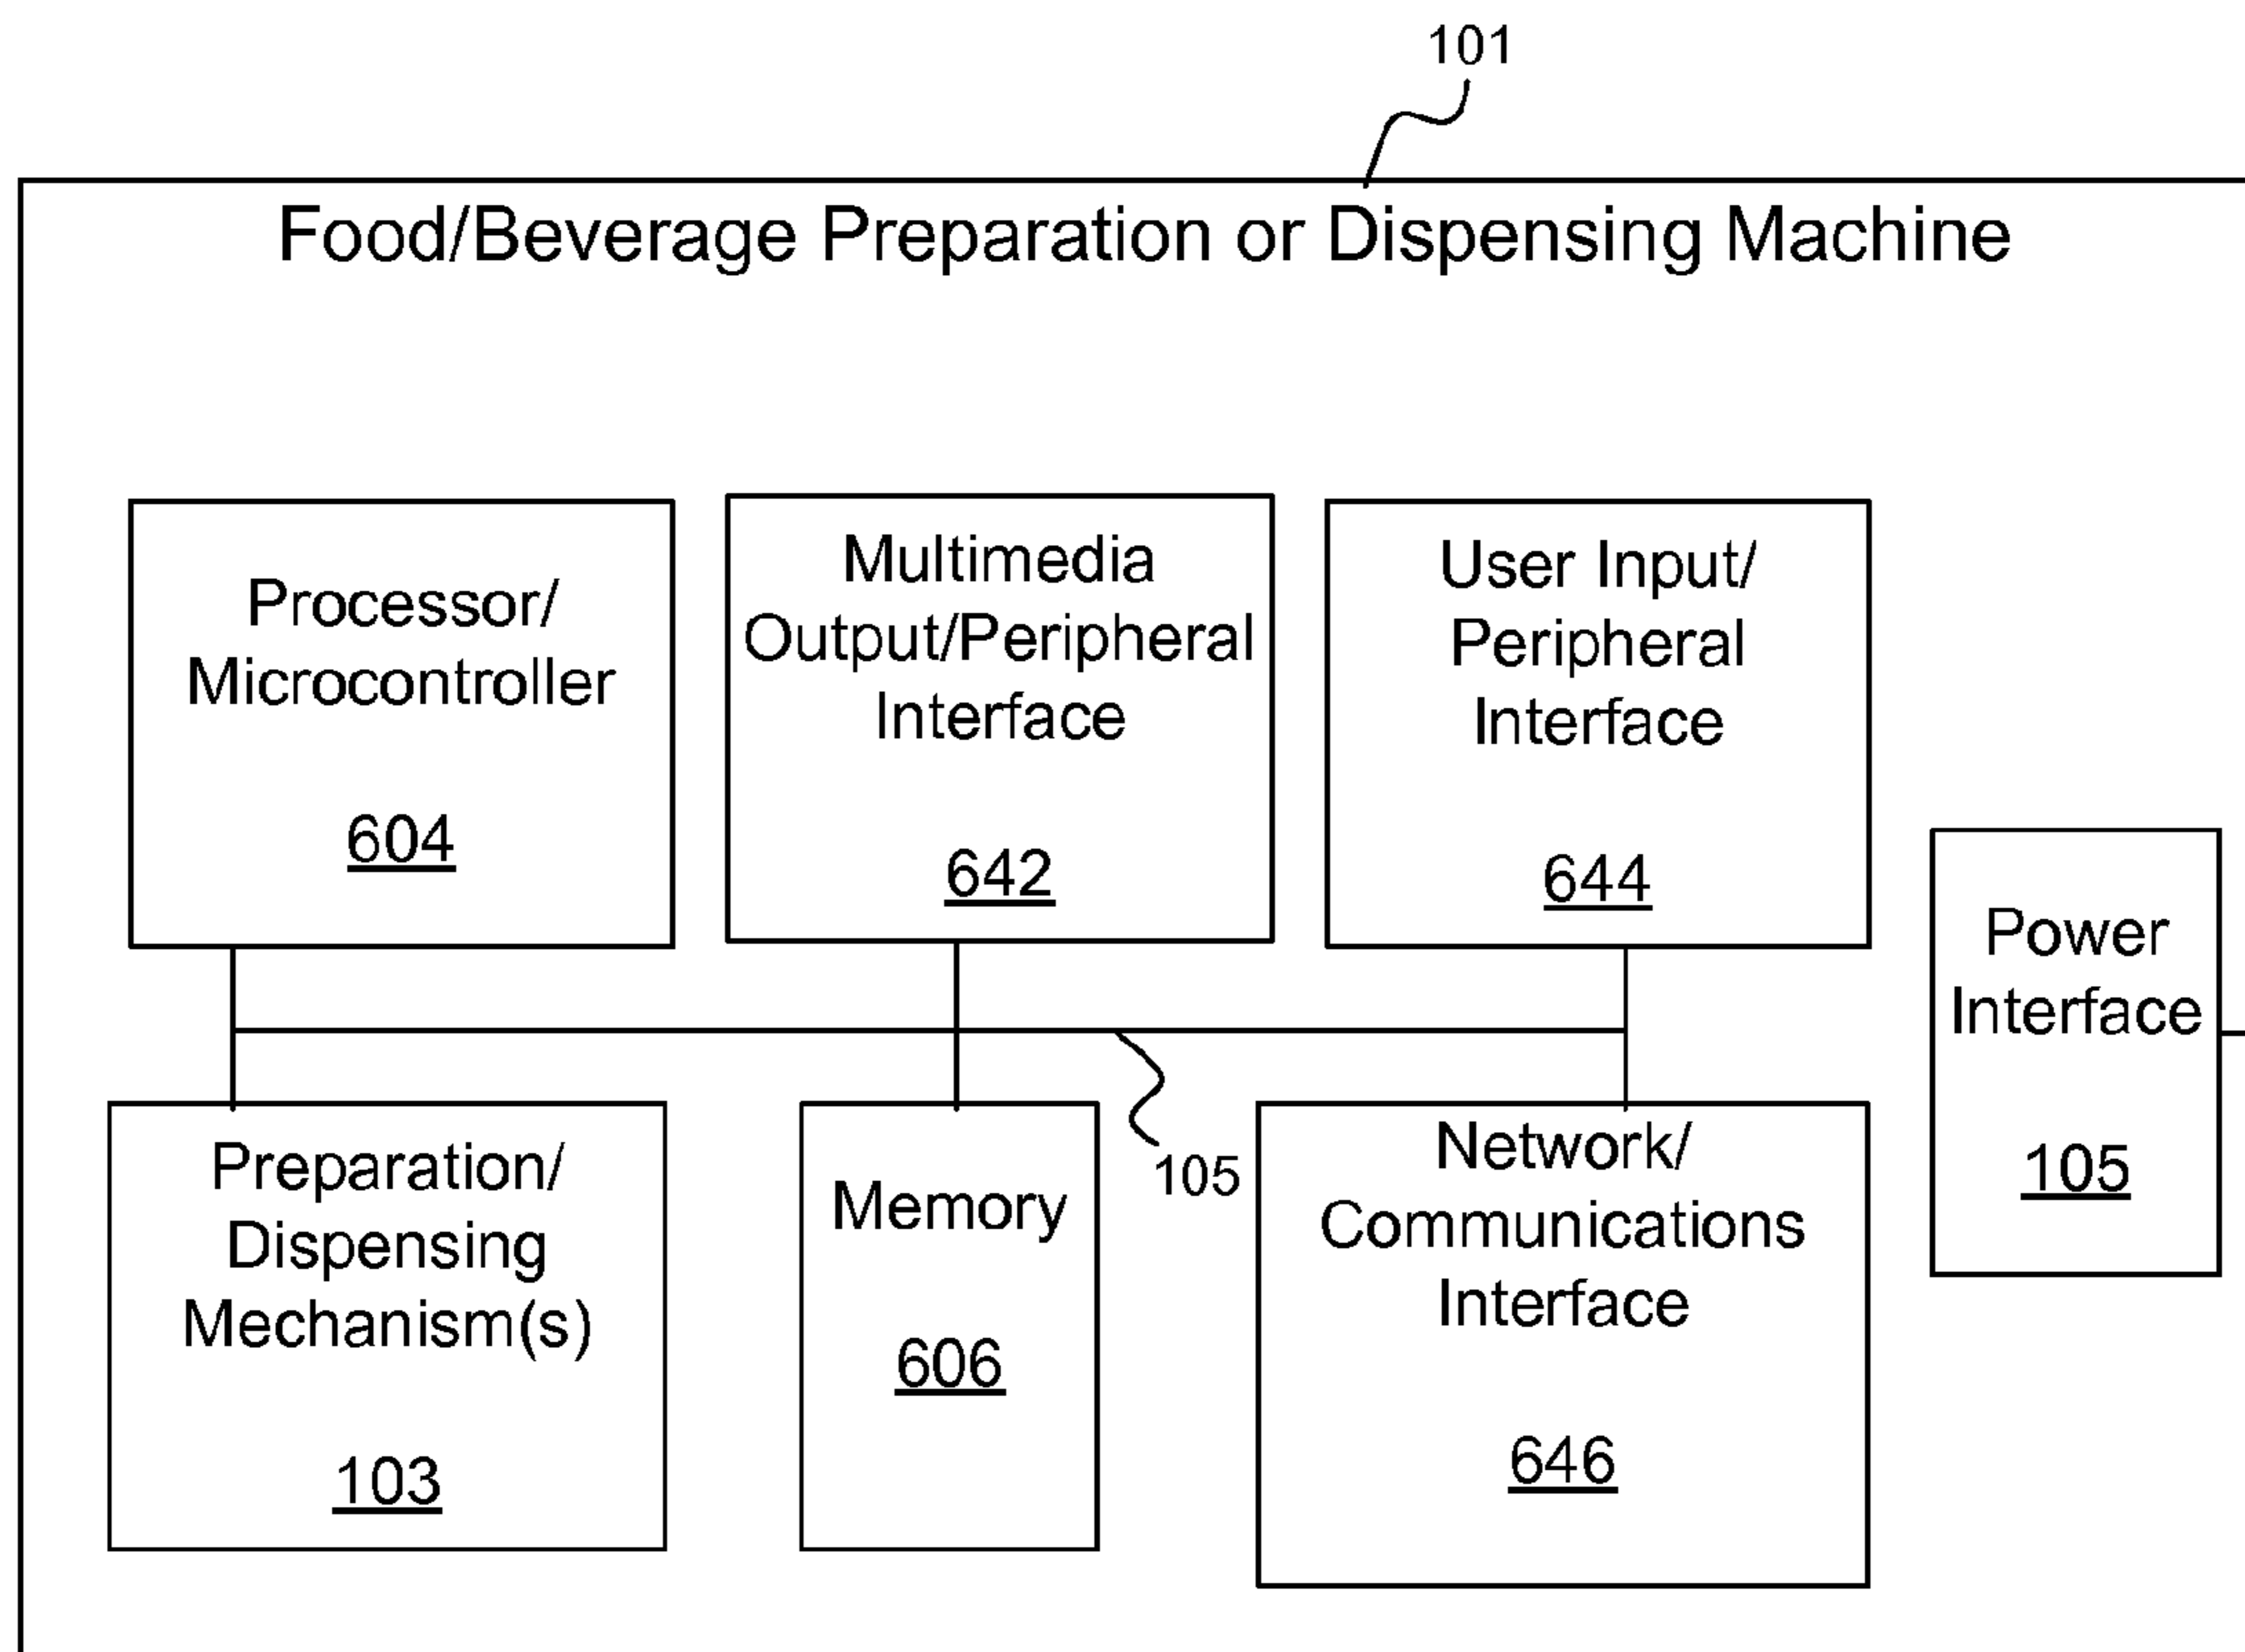 101
Food/Beverage Preparation or Dispensing Machine
Processor/
Microcontroller
604
Multimedia
Output/Peripheral
Interface
642
User Input/
Peripheral
Interface
644
Power
Interface
105
105
Preparation/
Dispensing
Mechanism(s)
103
Memory
606
Network/
Communications
Interface
646